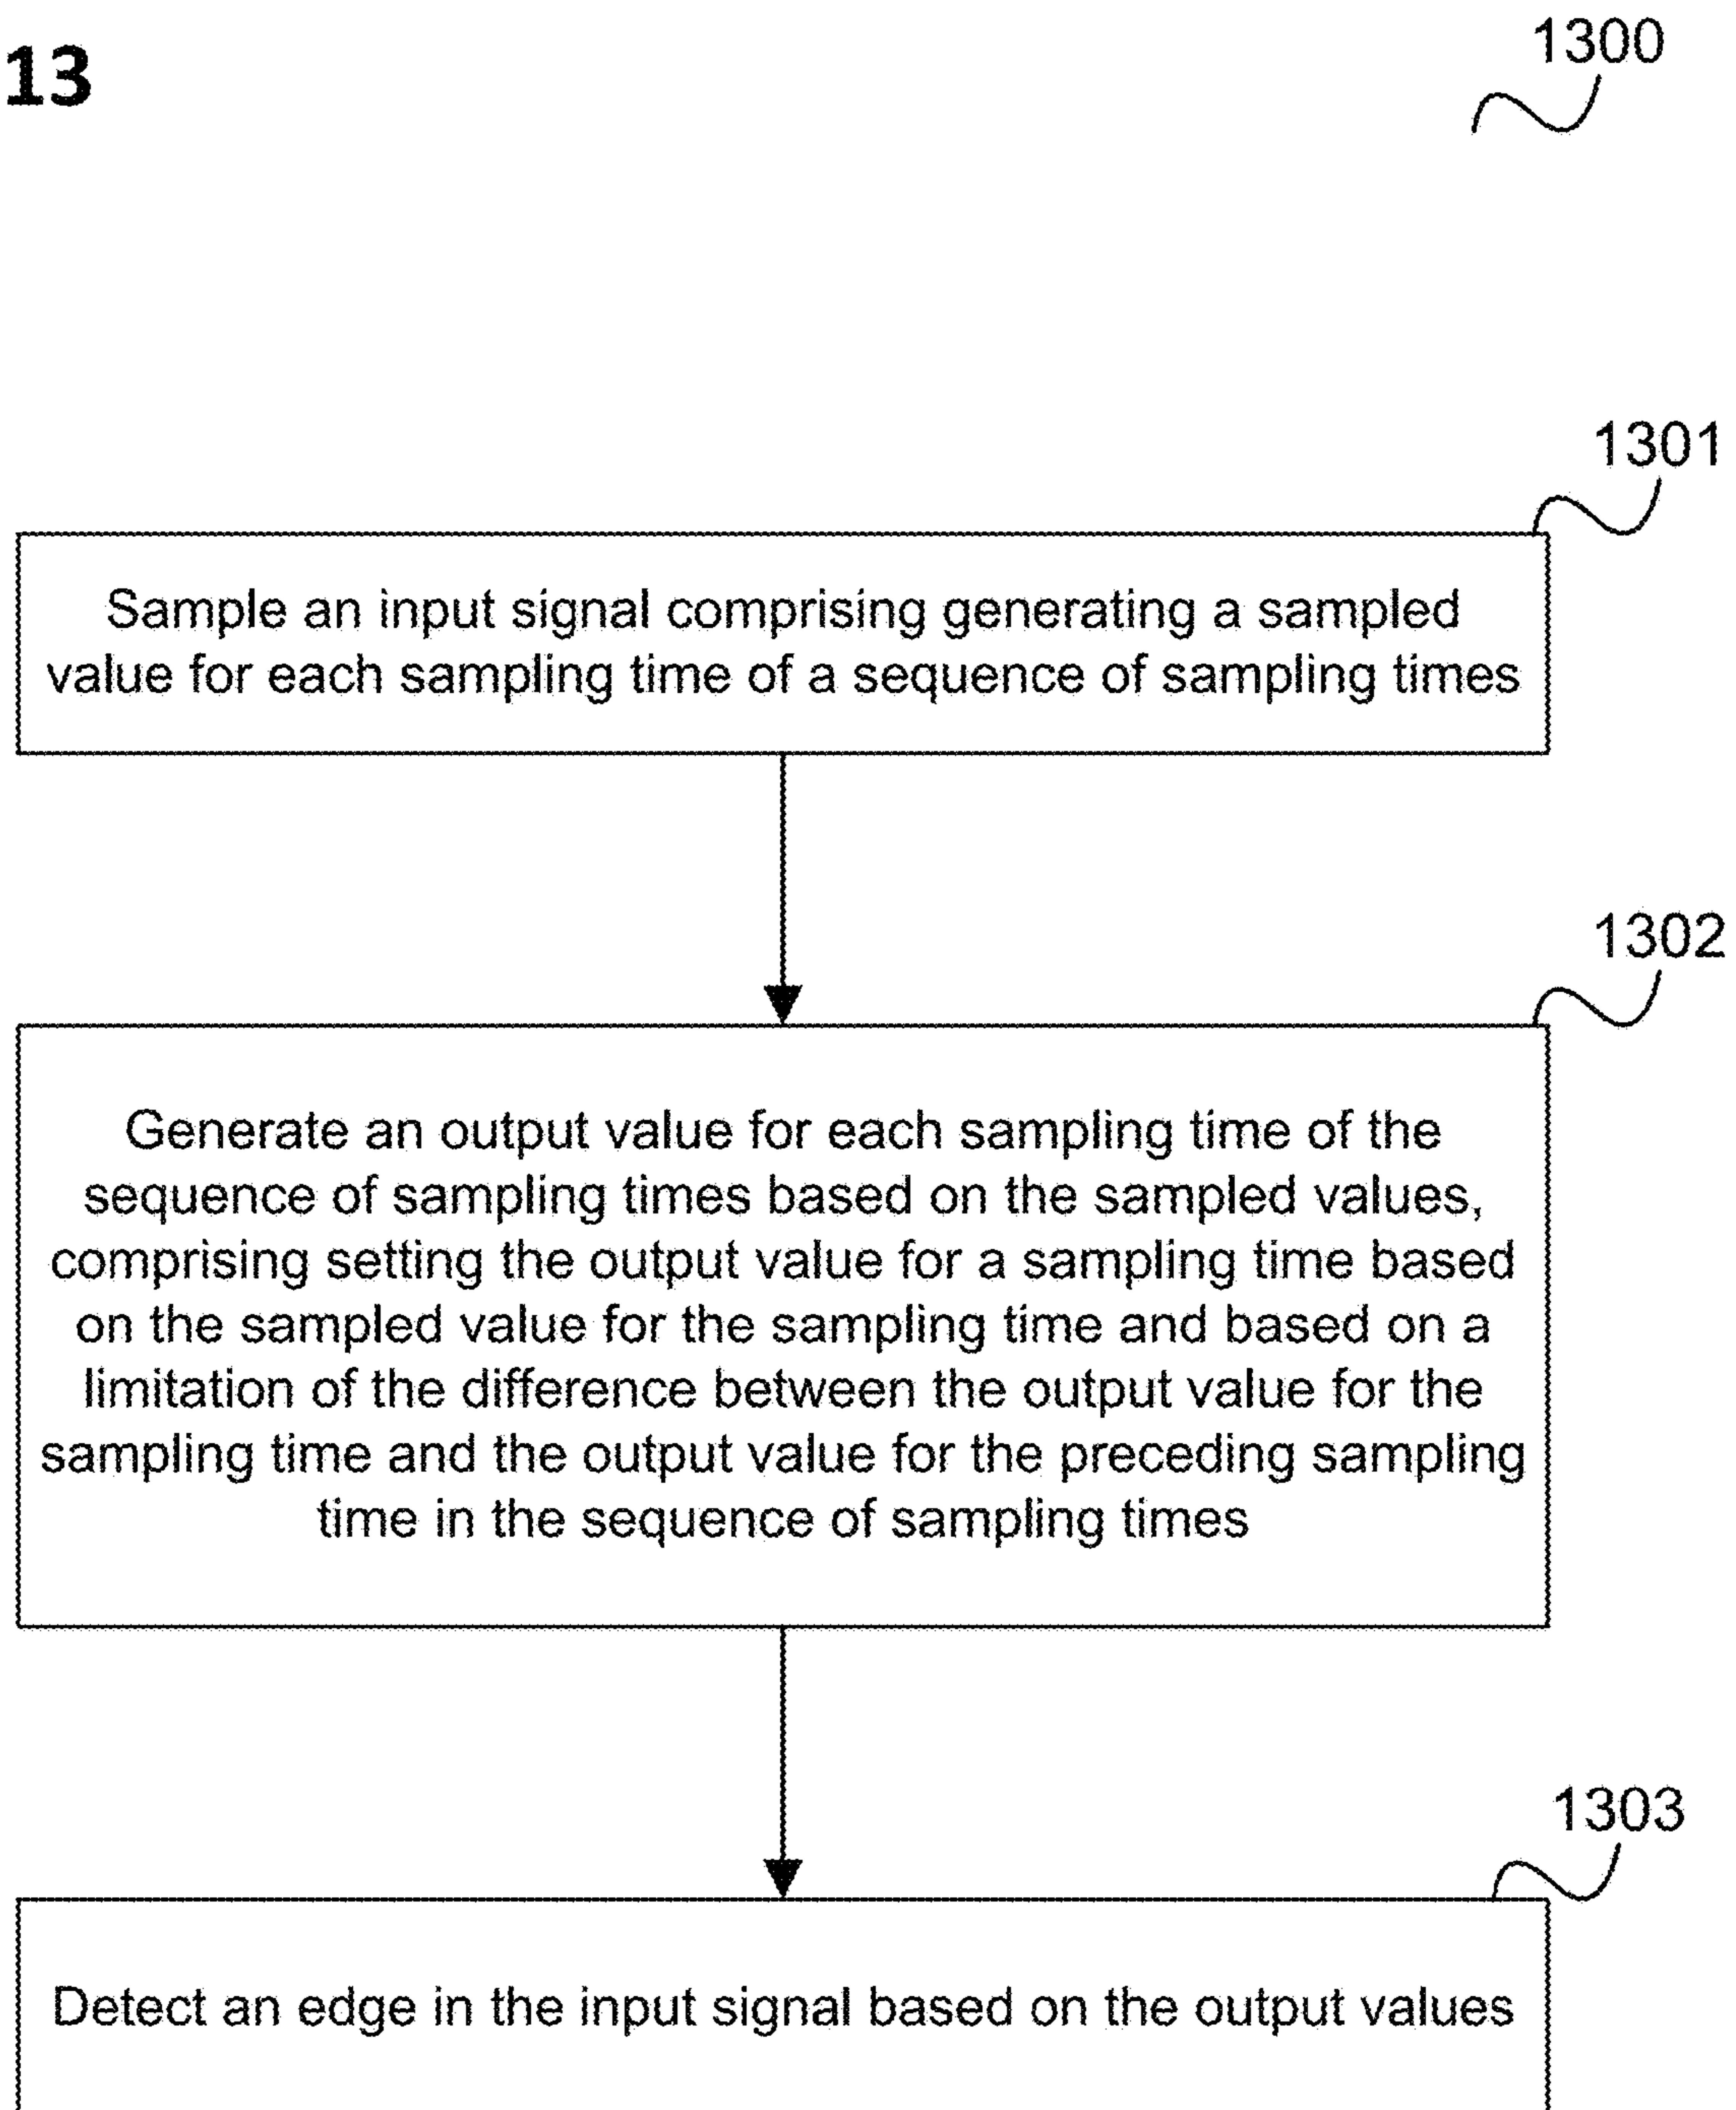 13
1300
1301
Sample an input signal comprising generating a sampled
value for each sampling time of a sequence of sampling times
1302
Generate an output value for each sampling time of the
sequence of sampling times based on the sampled values,
comprising setting the output value for a sampling time based
on the sampled value for the sampling time and based on a
limitation of the difference between the output value for the
sampling time and the output value for the preceding sampling
time in the sequence of sampling times
1303
Detect an edge in the input signal based on the output values